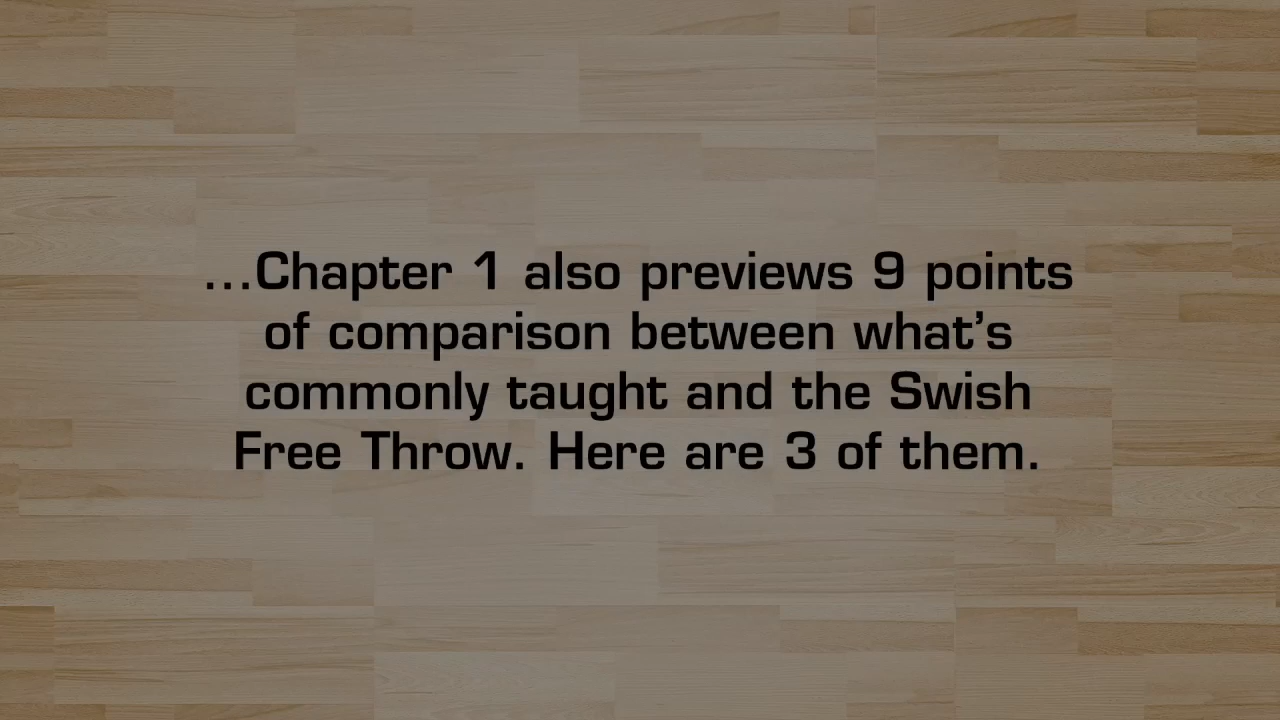 ...Chapter 1 also previews 9 points
of comparison between what's
commonly taught and the Swish
Free Throw. Here are 3 of them.